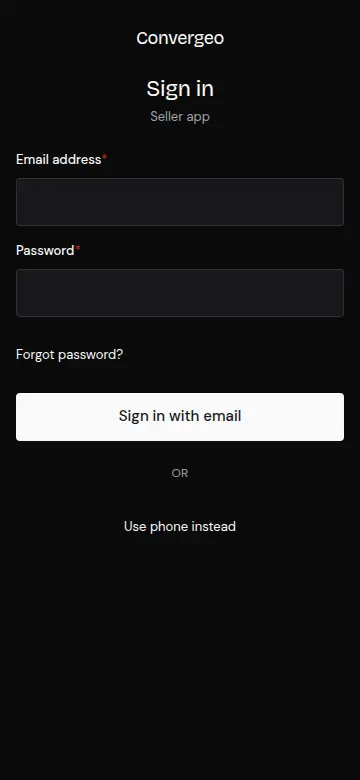 Convergeo
Sign in
Seller app
Email address*
Password*
Forgot password?
Sign in with email
OR
Use phone instead